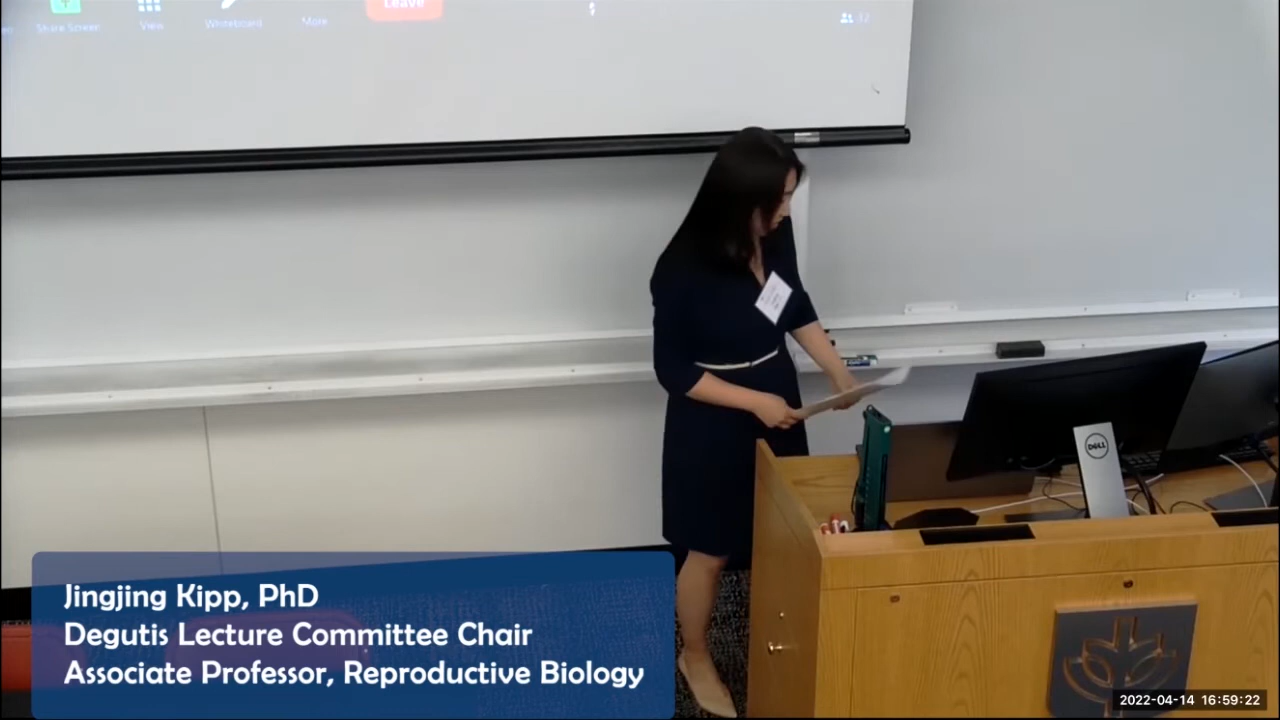 Share Screen
View
Whiteboard
More
Leave
32
DELL
Jingjing Kipp, PhD
Degutis Lecture Committee Chair
Associate Professor, Reproductive Biology
2022-04-14 16:59:22